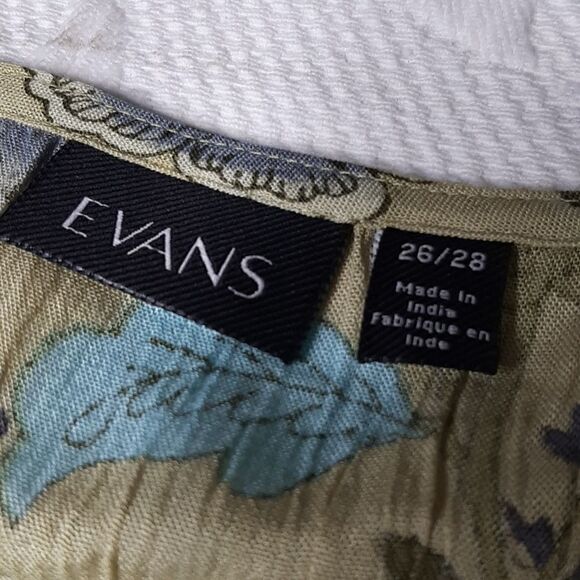 EVANS
26/28
Made in
India
Fabrique en
Inde